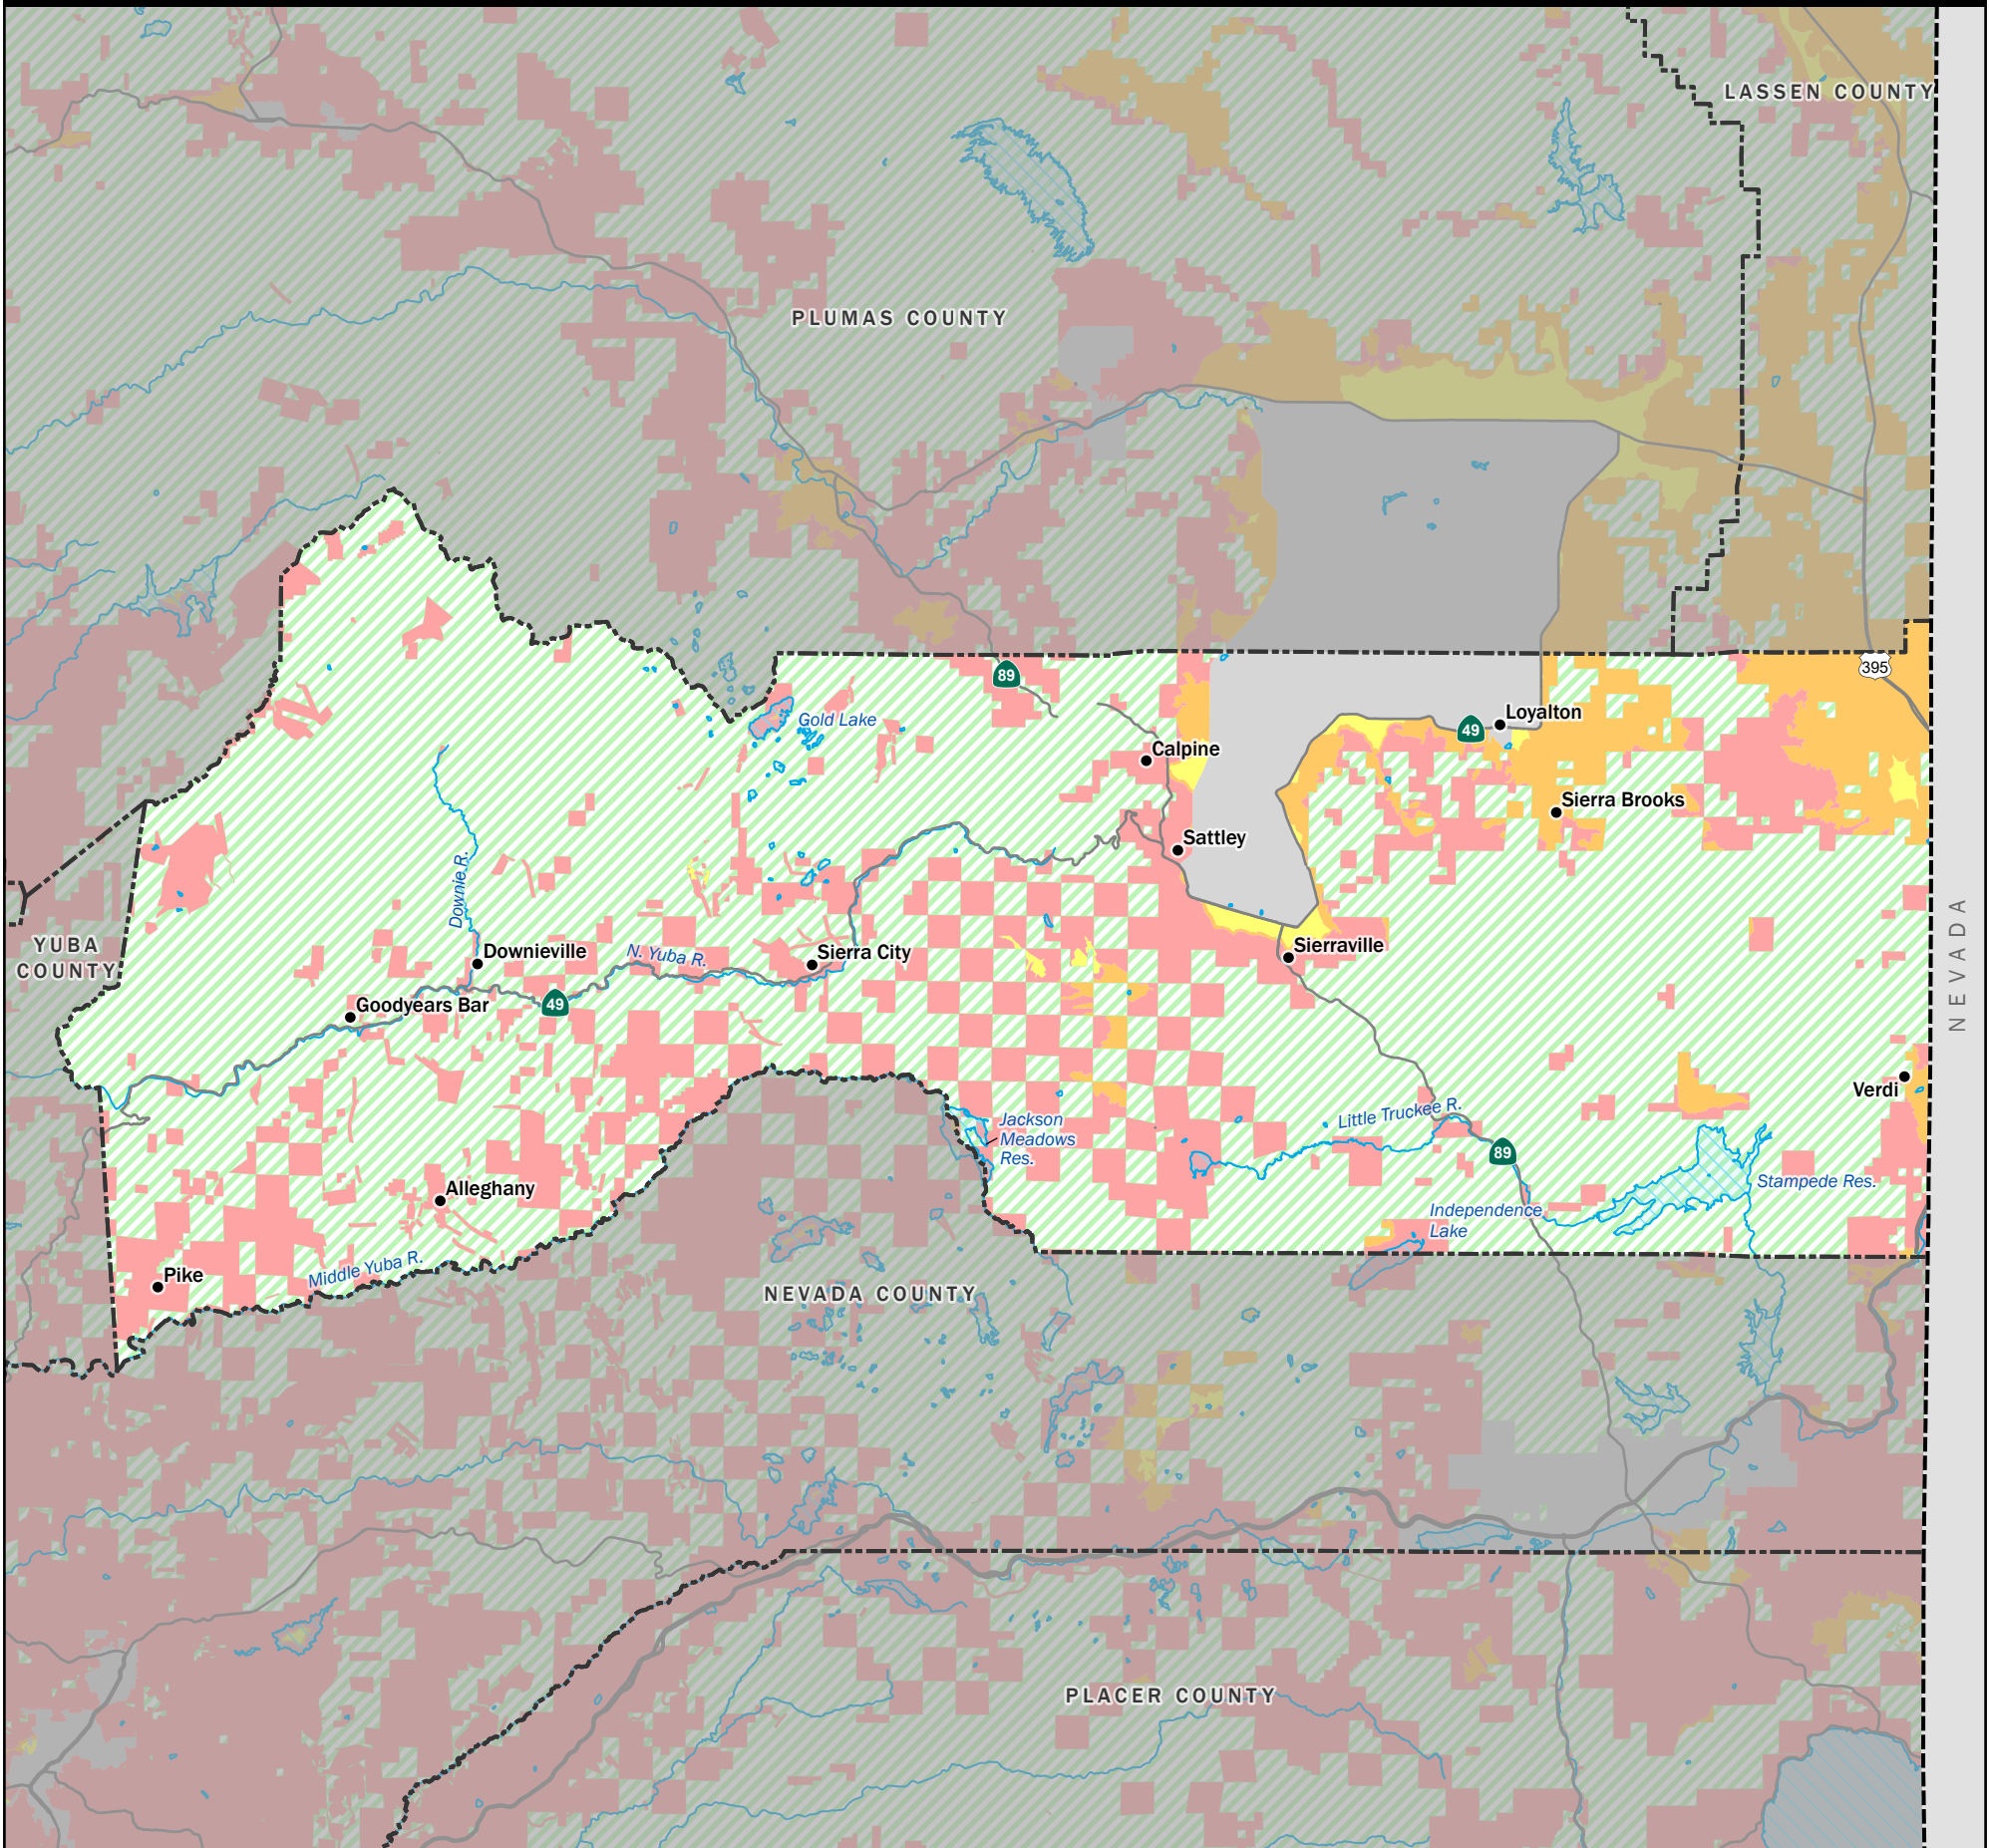 LASSEN COUNTY
PLUMAS COUNTY
395
89
Gold Lake
Loyalton
49
Calpine
Sierra Brooks
Sattley
Downie R.
NEVADA
YUBA
COUNTY
Downieville
N. Yuba R.
Sierra City
Sierraville
Goodyears Bar
49
Verdi
Jackson
Meadows
Res.
Little Truckee R.
89
Stampede Res.
Alleghany
Independence
Lake
Middle Yuba R.
Pike
NEVADA COUNTY
PLACER COUNTY